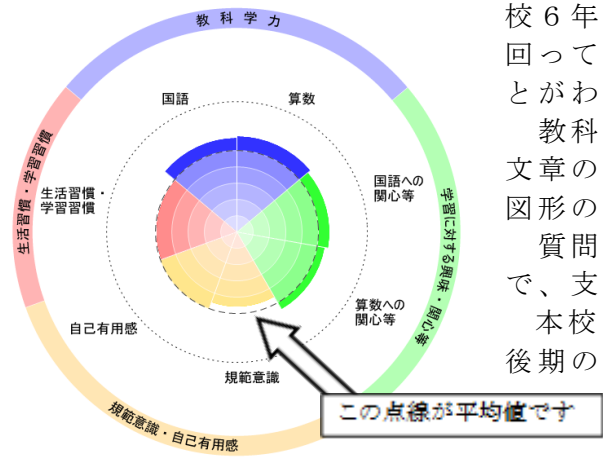 教科学力
国語
算数
国語への
関心等
学習に対する興味・関心等
算数への
関心等
規範意識
自己有用感
規範意識・自己有用感
生活習慣・
学習習慣
生活習慣・学習習慣
この点線が平均値です
校６年
回って
とがわ
教科
文章の
図形の
質問
で、支
本校
後期の